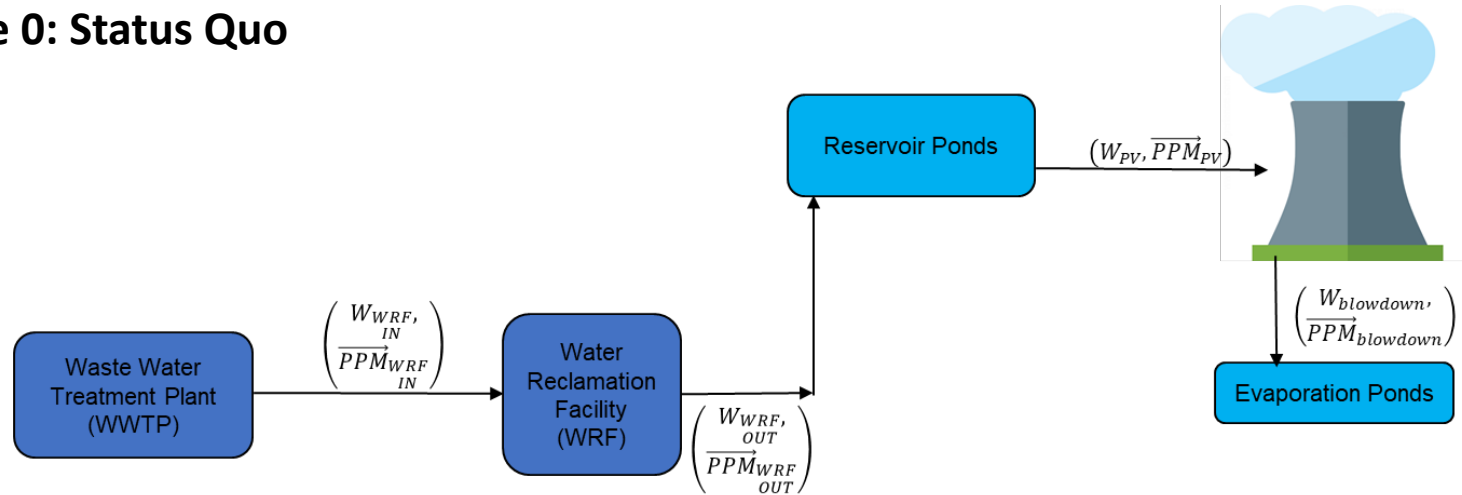 e 0: Status Quo
Reservoir Ponds
(W_PV, PPM_PV)
(W_WRF IN, PPM_WRF IN)
Waste Water
Treatment Plant
(WWTP)
Water
Reclamation
Facility
(WRF)
(W_WRF OUT, PPM_WRF OUT)
(W_blowdown, PPM_blowdown)
Evaporation Ponds